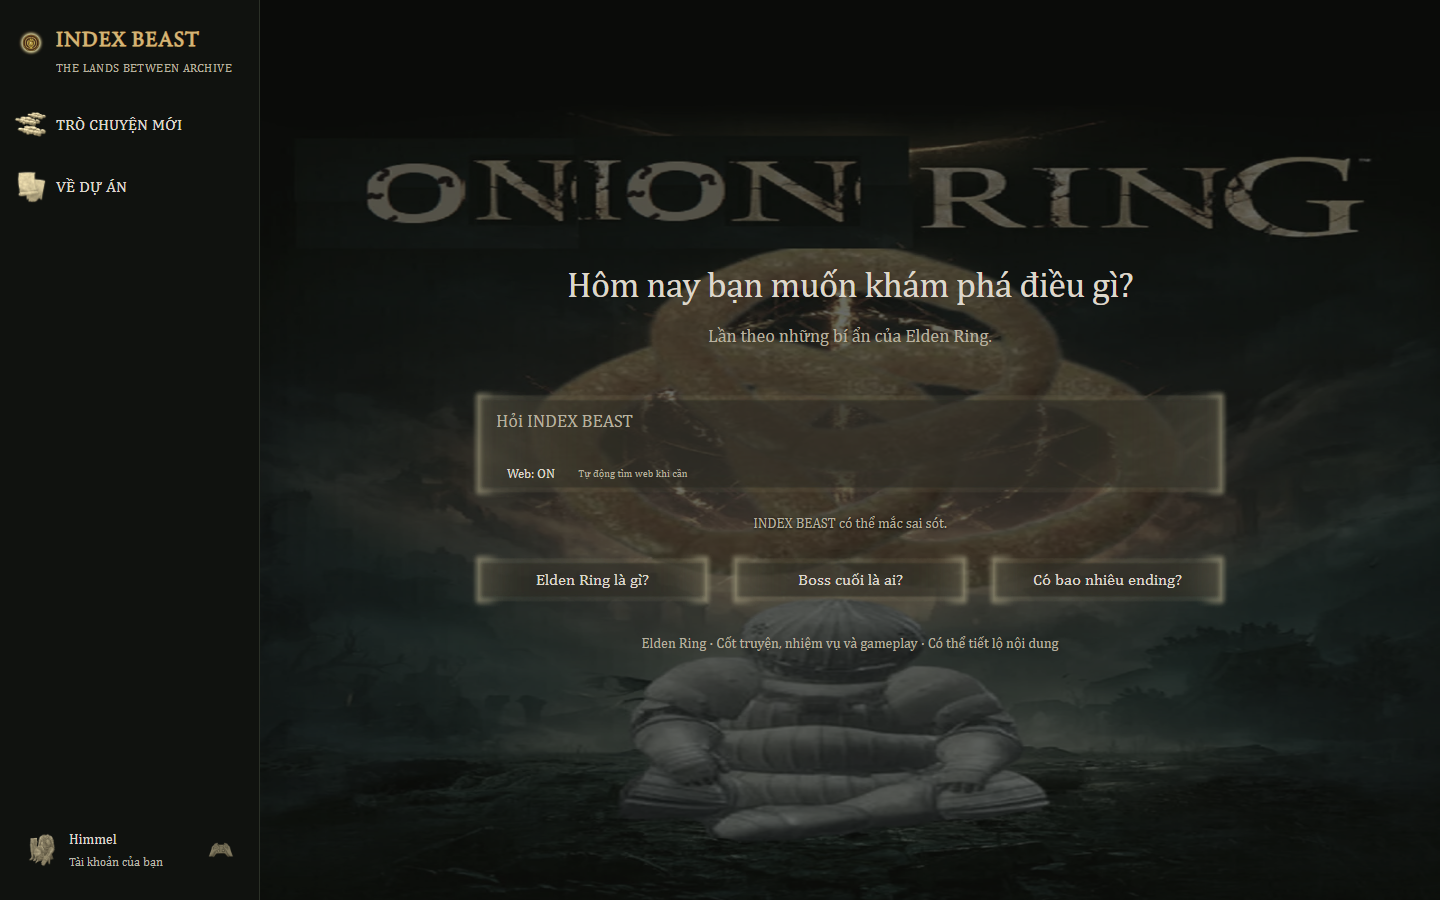 INDEX BEAST
THE LANDS BETWEEN ARCHIVE
TRÒ CHUYỆN MỚI
VỀ DỰ ÁN
ONION RING
Hôm nay bạn muốn khám phá điều gì?
Lần theo những bí ẩn của Elden Ring.
Hỏi INDEX BEAST
Web: ON Tự động tìm web khi cần
INDEX BEAST có thể mắc sai sót.
Elden Ring là gì? Boss cuối là ai? Có bao nhiêu ending?
Elden Ring · Cốt truyện, nhiệm vụ và gameplay · Có thể tiết lộ nội dung
Himmel
Tài khoản của bạn